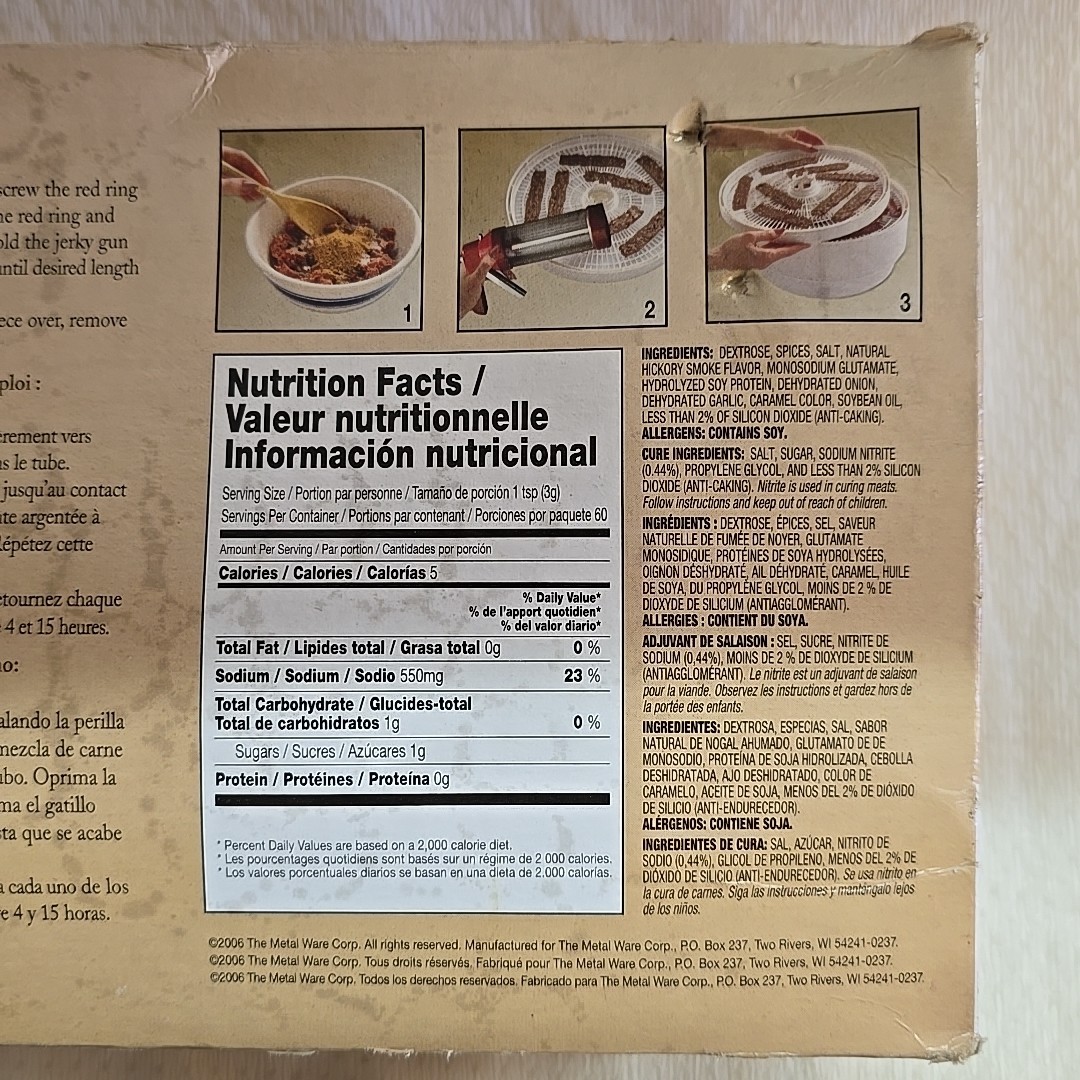 screw the red ring
e red ring and
old the jerky gun
until desired length
ece over, remove
ploi :
èrement vers
s le tube.
jusqu'au contact
te argentée à
Répétez cette
etournez chaque
4 et 15 heures.
no:
alando la perilla
mezcla de carne
ubo. Oprima la
ma el gatillo
sta que se acabe
a cada uno de los
re 4 y 15 horas.
1
2
3
Nutrition Facts /
Valeur nutritionnelle
Información nutricional
Serving Size / Portion par personne / Tamaño de porción 1 tsp (3g)
Servings Per Container / Portions par contenant / Porciones por paquete 60
Amount Per Serving / Par portion / Cantidades por porción
Calories / Calories / Calorías 5
% Daily Value*
% de l'apport quotidien*
% del valor diario*
Total Fat / Lipides total / Grasa total 0g 0 %
Sodium / Sodium / Sodio 550mg 23 %
Total Carbohydrate / Glucides-total
Total de carbohidratos 1g 0 %
Sugars / Sucres / Azúcares 1g
Protein / Protéines / Proteína 0g
* Percent Daily Values are based on a 2,000 calorie diet.
* Les pourcentages quotidiens sont basés sur un régime de 2 000 calories.
* Los valores porcentuales diarios se basan en una dieta de 2.000 calorías.
INGREDIENTS: DEXTROSE, SPICES, SALT, NATURAL
HICKORY SMOKE FLAVOR, MONOSODIUM GLUTAMATE,
HYDROLYZED SOY PROTEIN, DEHYDRATED ONION,
DEHYDRATED GARLIC, CARAMEL COLOR, SOYBEAN OIL,
LESS THAN 2% OF SILICON DIOXIDE (ANTI-CAKING).
ALLERGENS: CONTAINS SOY.
CURE INGREDIENTS: SALT, SUGAR, SODIUM NITRITE
(0.44%), PROPYLENE GLYCOL, AND LESS THAN 2% SILICON
DIOXIDE (ANTI-CAKING). Nitrite is used in curing meats.
Follow instructions and keep out of reach of children.
INGRÉDIENTS : DEXTROSE, ÉPICES, SEL, SAVEUR
NATURELLE DE FUMÉE DE NOYER, GLUTAMATE
MONOSIDIQUE, PROTÉINES DE SOYA HYDROLYSÉES,
OIGNON DÉSHYDRATÉ, AIL DÉHYDRATÉ, CARAMEL, HUILE
DE SOYA, DU PROPYLÈNE GLYCOL, MOINS DE 2 % DE
DIOXYDE DE SILICIUM (ANTIAGGLOMÉRANT).
ALLERGIES : CONTIENT DU SOYA.
ADJUVANT DE SALAISON : SEL, SUCRE, NITRITE DE
SODIUM (0,44%), MOINS DE 2 % DE DIOXYDE DE SILICIUM
(ANTIAGGLOMÉRANT). Le nitrite est un adjuvant de salaison
pour la viande. Observez les instructions et gardez hors de
la portée des enfants.
INGREDIENTES: DEXTROSA, ESPECIAS, SAL, SABOR
NATURAL DE NOGAL AHUMADO, GLUTAMATO DE DE
MONOSODIO, PROTEÍNA DE SOJA HIDROLIZADA, CEBOLLA
DESHIDRATADA, AJO DESHIDRATADO, COLOR DE
CARAMELO, ACEITE DE SOJA, MENOS DEL 2% DE DIÓXIDO
DE SILICIO (ANTI-ENDURECEDOR).
ALÉRGENOS: CONTIENE SOJA.
INGREDIENTES DE CURA: SAL, AZÚCAR, NITRITO DE
SODIO (0,44%), GLICOL DE PROPILENO, MENOS DEL 2% DE
DIÓXIDO DE SILICIO (ANTI-ENDURECEDOR). Se usa nitrito en
la cura de carnes. Siga las instrucciones y manténgalo lejos
de los niños.
©2006 The Metal Ware Corp. All rights reserved. Manufactured for The Metal Ware Corp., P.O. Box 237, Two Rivers, WI 54241-0237.
©2006 The Metal Ware Corp. Tous droits réservés. Fabriqué pour The Metal Ware Corp., P.O. Box 237, Two Rivers, WI 54241-0237.
©2006 The Metal Ware Corp. Todos los derechos reservados. Fabricado para The Metal Ware Corp., P.O. Box 237, Two Rivers, WI 54241-0237.